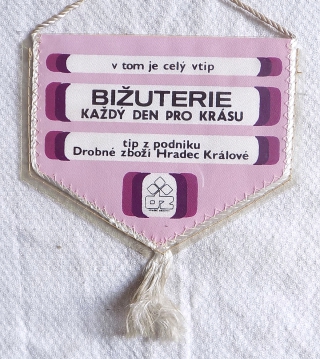 v tom je celý vtip
BIŽUTERIE
KAŽDÝ DEN PRO KRÁSU
tip z podniku
Drobné zboží Hradec Králové